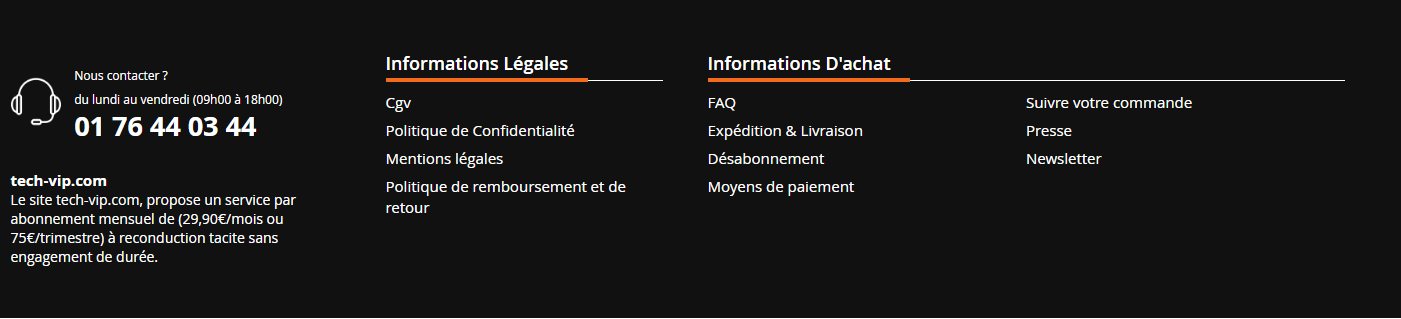 Nous contacter ?
du lundi au vendredi (09h00 à 18h00)
01 76 44 03 44
tech-vip.com
Le site tech-vip.com, propose un service par
abonnement mensuel de (29,90€/mois ou
75€/trimestre) à reconduction tacite sans
engagement de durée.
Informations Légales
Cgv
Politique de Confidentialité
Mentions légales
Politique de remboursement et de
retour
Informations D'achat
FAQ
Expédition & Livraison
Désabonnement
Moyens de paiement
Suivre votre commande
Presse
Newsletter